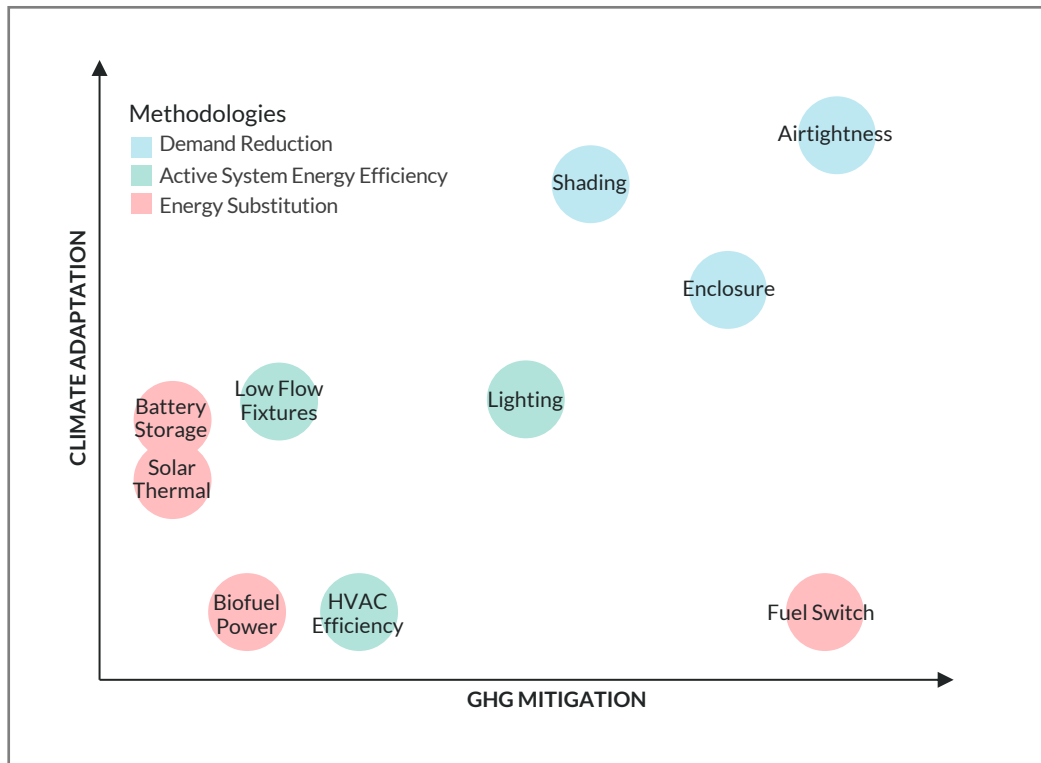 Methodologies
Demand Reduction
Active System Energy Efficiency
Energy Substitution
Airtightness
Shading
Enclosure
Low Flow
Fixtures
Lighting
Battery
Storage
Solar
Thermal
Biofuel
Power
HVAC
Efficiency
Fuel Switch
CLIMATE ADAPTATION
GHG MITIGATION